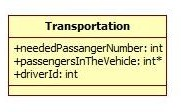 Transportation
+neededPassangerNumber: int
+passengersInTheVehicle: int*
+driverId: int